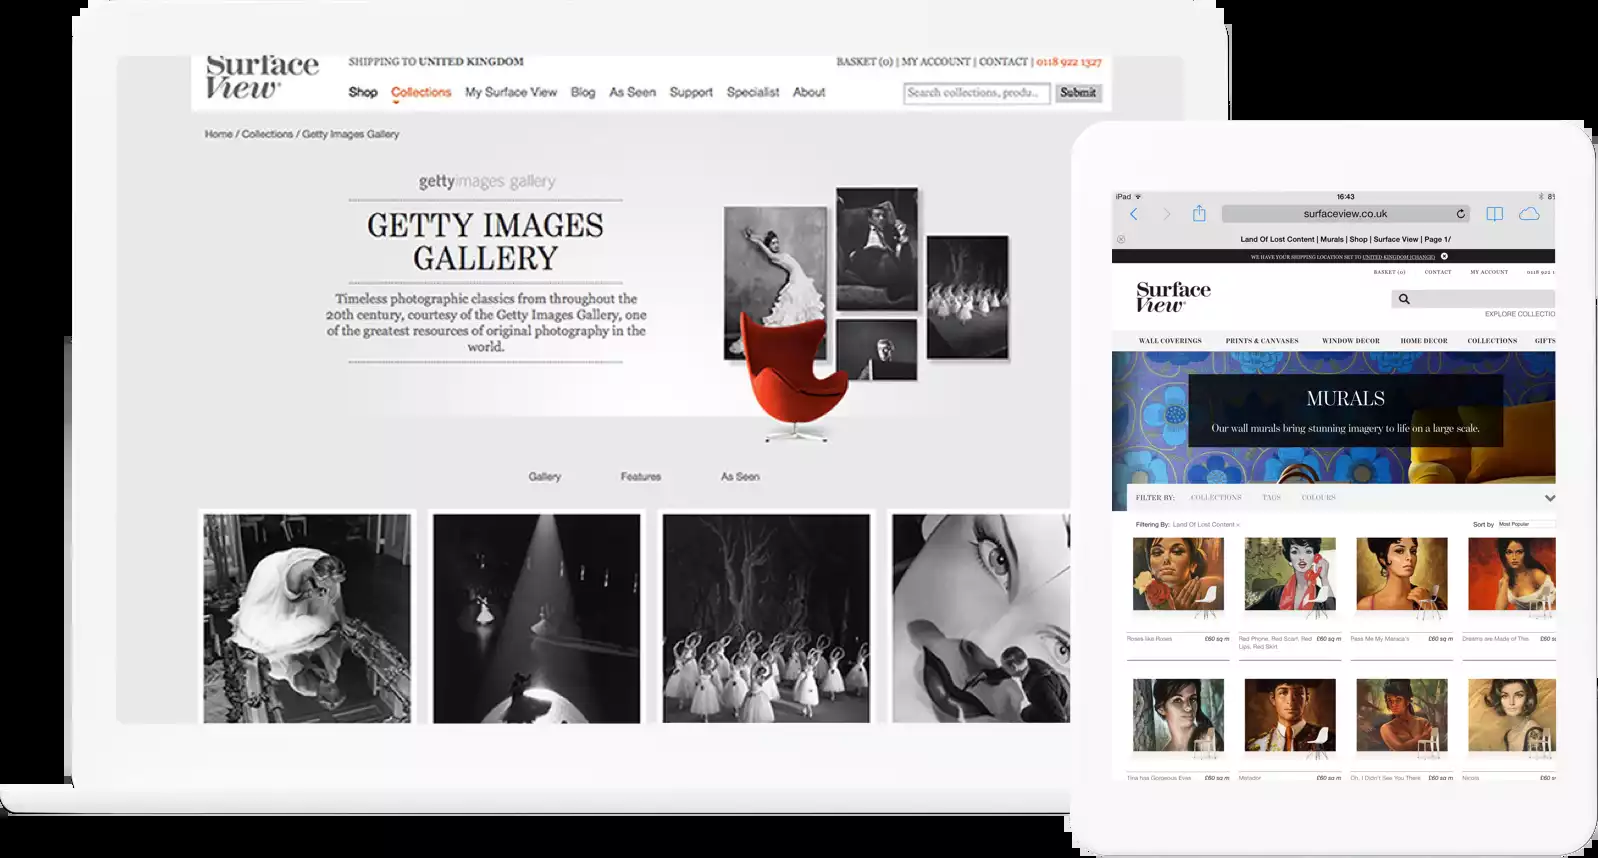 Surface
View
SHIPPING TO UNITED KINGDOM
BASKET (0) | MY ACCOUNT | CONTACT | 0118 922 1327
Shop Collections My Surface View Blog As Seen Support Specialist About
Search collections, produ... Submit
Home / Collections / Getty Images Gallery
gettyimages gallery
GETTY IMAGES
GALLERY
Timeless photographic classics from throughout the
20th century, courtesy of the Getty Images Gallery, one
of the greatest resources of original photography in the
world.
Gallery Features As Seen
iPad 16:43
surfaceview.co.uk
Land Of Lost Content | Murals | Shop | Surface View | Page 1/
WE HAVE YOUR SHIPPING LOCATION SET TO UNITED KINGDOM (CHANGE)
BASKET (0) CONTACT MY ACCOUNT 0118 922 1
Surface
View
EXPLORE COLLECTIO
WALL COVERINGS PRINTS & CANVASES WINDOW DECOR HOME DECOR COLLECTIONS GIFTS
MURALS
Our wall murals bring stunning imagery to life on a large scale.
FILTER BY: COLLECTIONS TAGS COLOURS
Filtering By: Land Of Lost Content ×
Sort by Most Popular
Roses like Roses £60 sq m
Red Phone, Red Scarf, Red £60 sq m
Lips, Red Skirt
Pass Me My Maraca's £60 sq m
Dreams are Made of This £60 s
Tina has Gorgeous Eyes £60 sq m
Matador £60 sq m
Oh, I Didn't See You There £60 sq m
Nicola £60 s